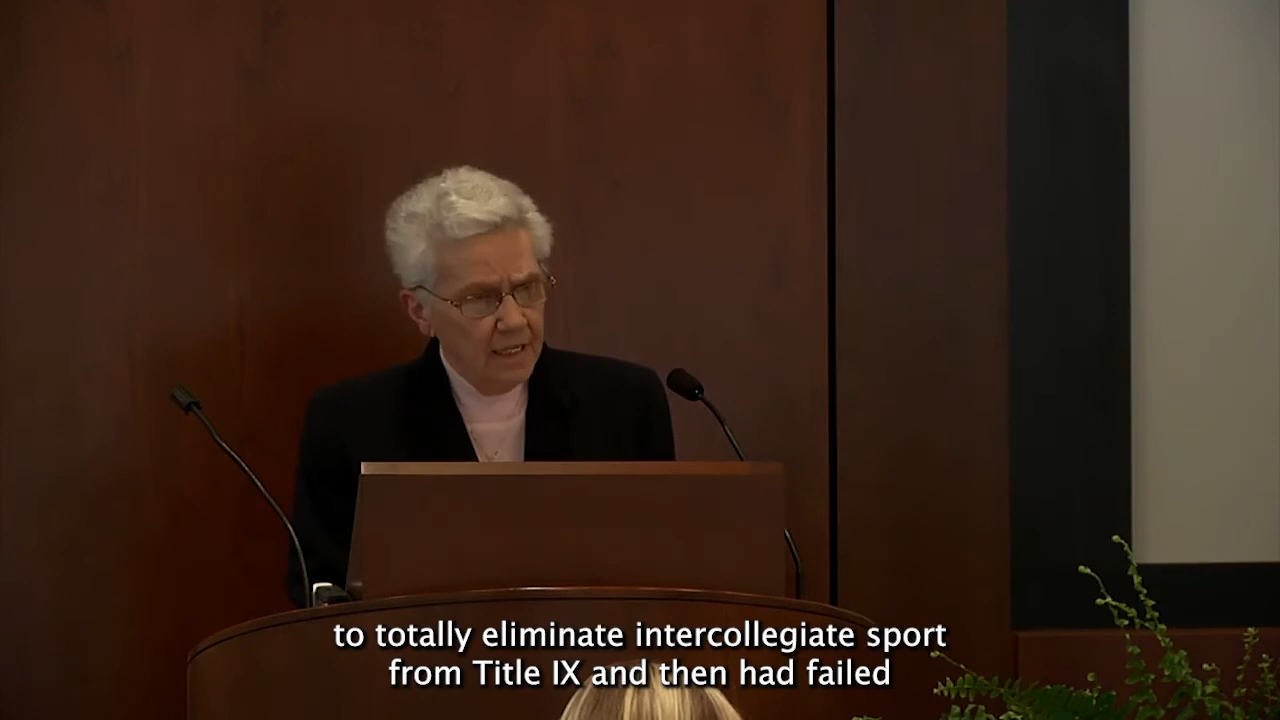 to totally eliminate intercollegiate sport
from Title IX and then had failed